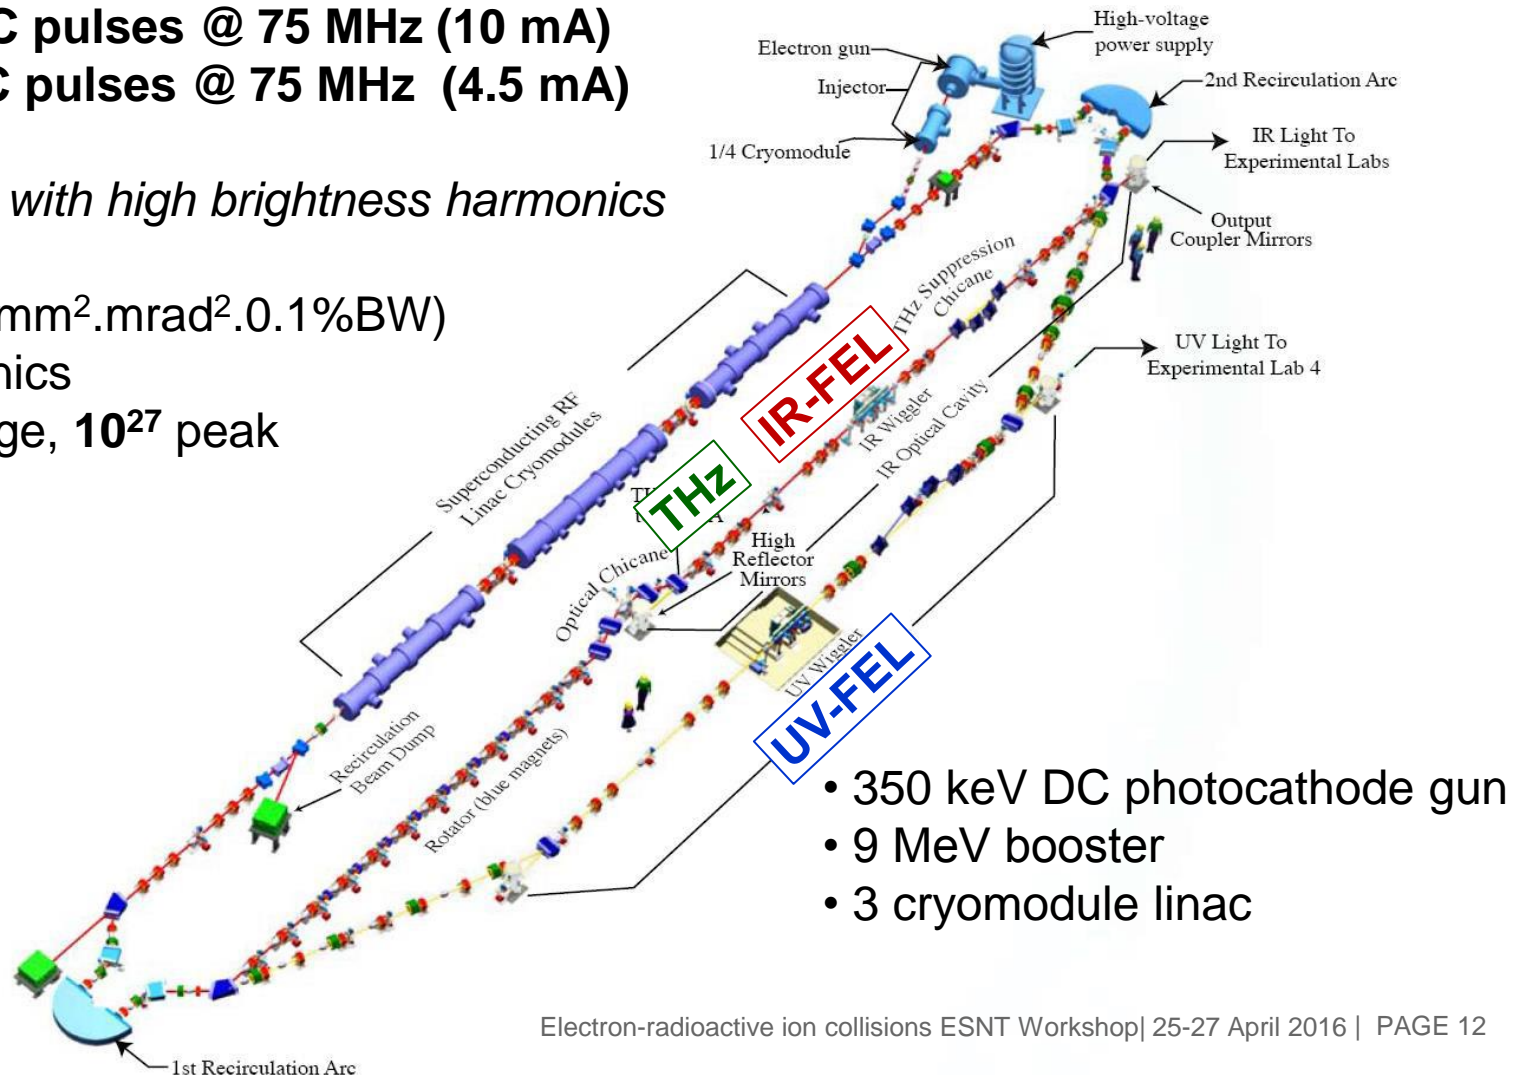 C pulses @ 75 MHz (10 mA)
C pulses @ 75 MHz (4.5 mA)
with high brightness harmonics
mm².mrad².0.1%BW)
nics
ge, 10²⁷ peak
High-voltage
power supply
Electron gun
Injector
1/4 Cryomodule
2nd Recirculation Arc
IR Light To
Experimental Labs
Output
Coupler Mirrors
THz Suppression
Chicane
UV Light To
Experimental Lab 4
IR-FEL
IR Wiggler
IR Optical Cavity
Superconducting RF
Linac Cryomodules
THz
High
Reflector
Mirrors
Optical Chicane
UV Wiggler
UV-FEL
Recirculation
Beam Dump
Rotator (blue magnets)
• 350 keV DC photocathode gun
• 9 MeV booster
• 3 cryomodule linac
1st Recirculation Arc
Electron-radioactive ion collisions ESNT Workshop| 25-27 April 2016 | PAGE 12